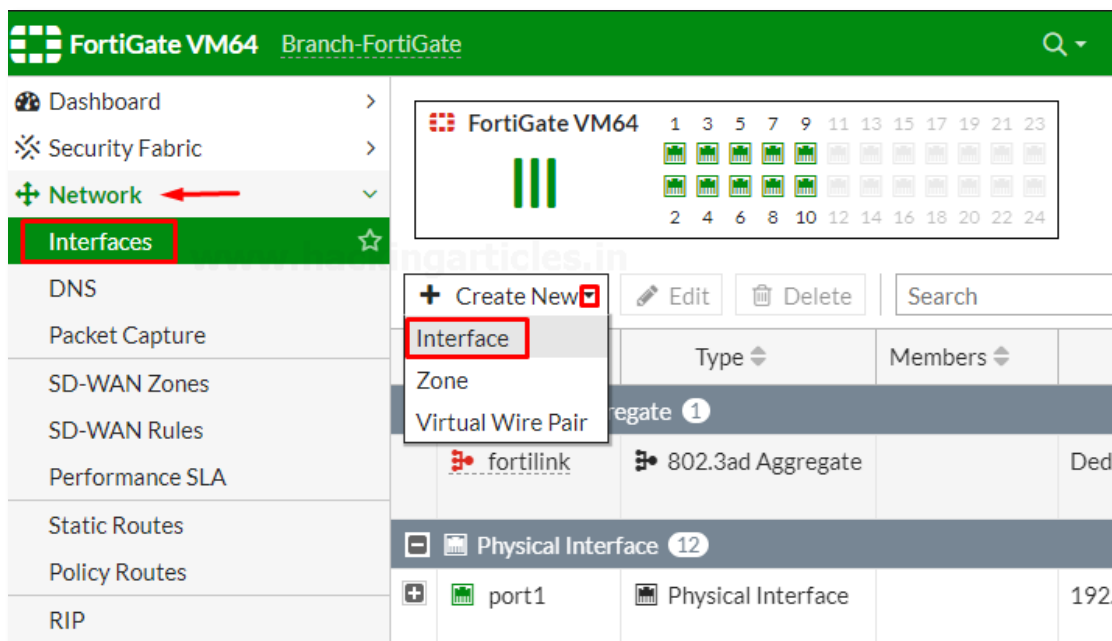 FortiGate VM64 Branch-FortiGate
Dashboard
Security Fabric
Network
Interfaces
DNS
Packet Capture
SD-WAN Zones
SD-WAN Rules
Performance SLA
Static Routes
Policy Routes
RIP
FortiGate VM64
1 3 5 7 9 11 13 15 17 19 21 23
2 4 6 8 10 12 14 16 18 20 22 24
www.hackingarticles.in
+ Create New Edit Delete Search
Interface
Zone
Virtual Wire Pair
Type Members
regate 1
fortilink 802.3ad Aggregate Ded
Physical Interface 12
port1 Physical Interface 192.